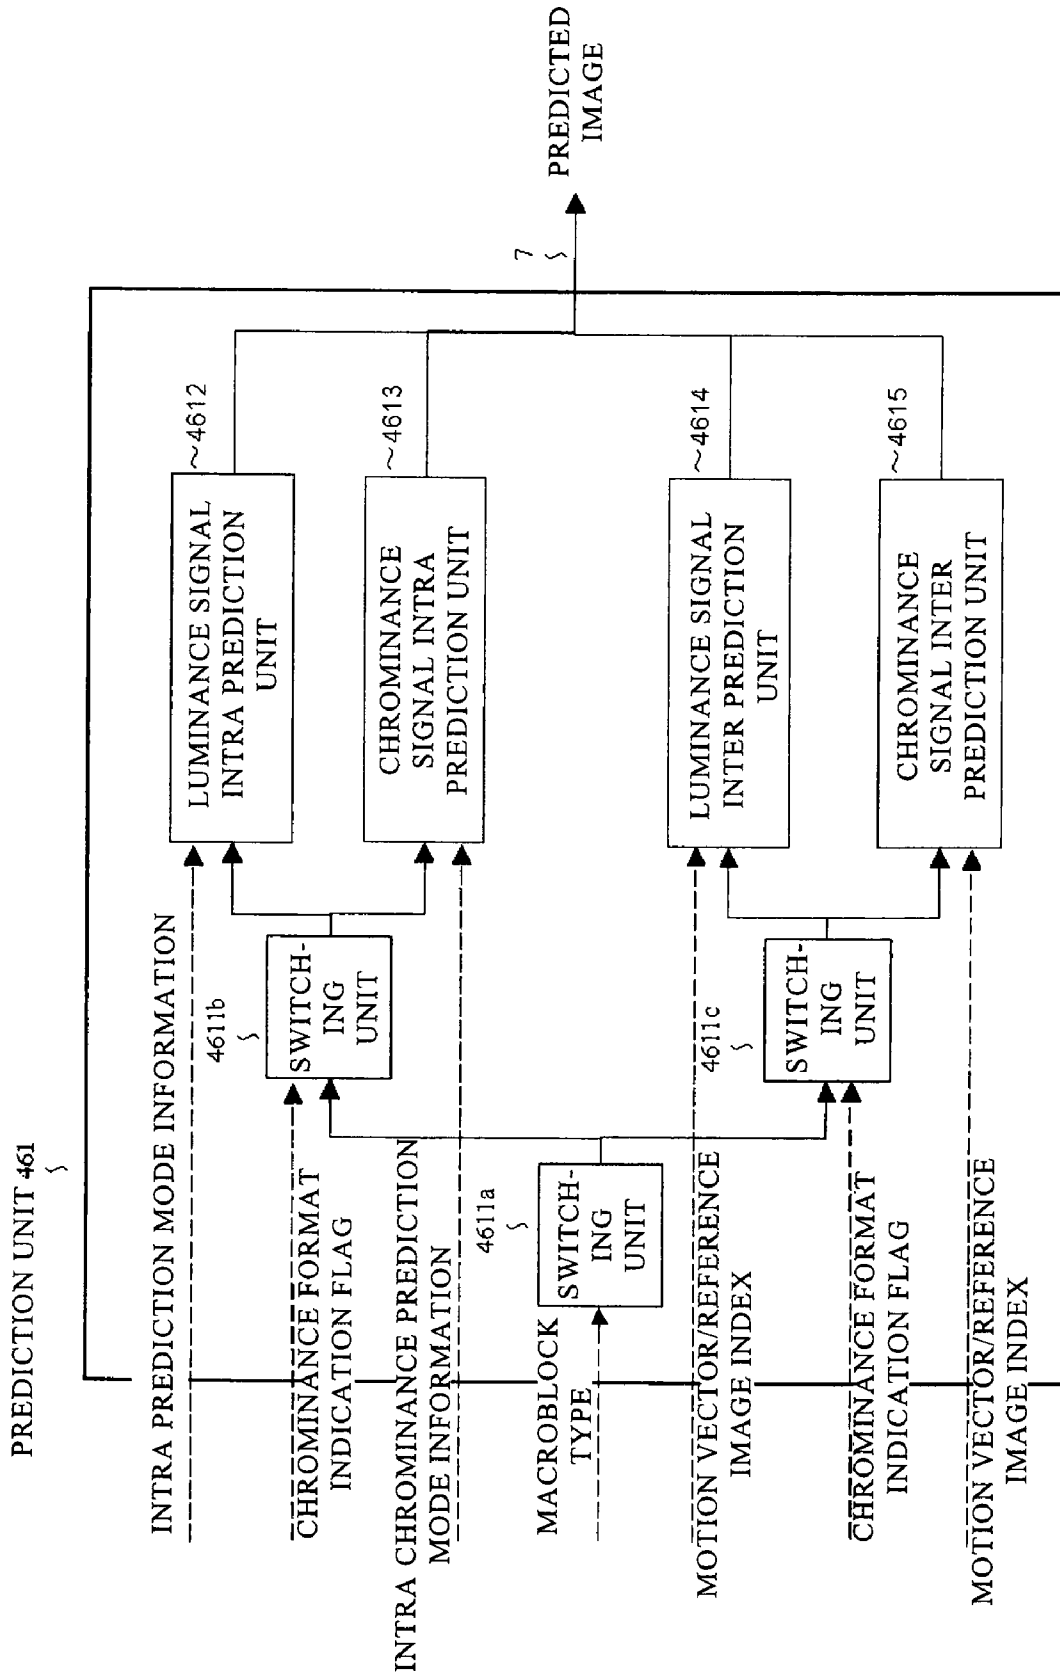 PREDICTION UNIT 461
INTRA PREDICTION MODE INFORMATION
CHROMINANCE FORMAT
INDICATION FLAG
INTRA CHROMINANCE PREDICTION
MODE INFORMATION
MACROBLOCK
TYPE
MOTION VECTOR/REFERENCE
IMAGE INDEX
CHROMINANCE FORMAT
INDICATION FLAG
MOTION VECTOR/REFERENCE
IMAGE INDEX
4611a
SWITCH-
ING
UNIT
4611b
SWITCH-
ING
UNIT
4611c
SWITCH-
ING
UNIT
LUMINANCE SIGNAL
INTRA PREDICTION
UNIT
~4612
CHROMINANCE
SIGNAL INTRA
PREDICTION UNIT
~4613
LUMINANCE SIGNAL
INTER PREDICTION
UNIT
~4614
CHROMINANCE
SIGNAL INTER
PREDICTION UNIT
~4615
7
PREDICTED
IMAGE